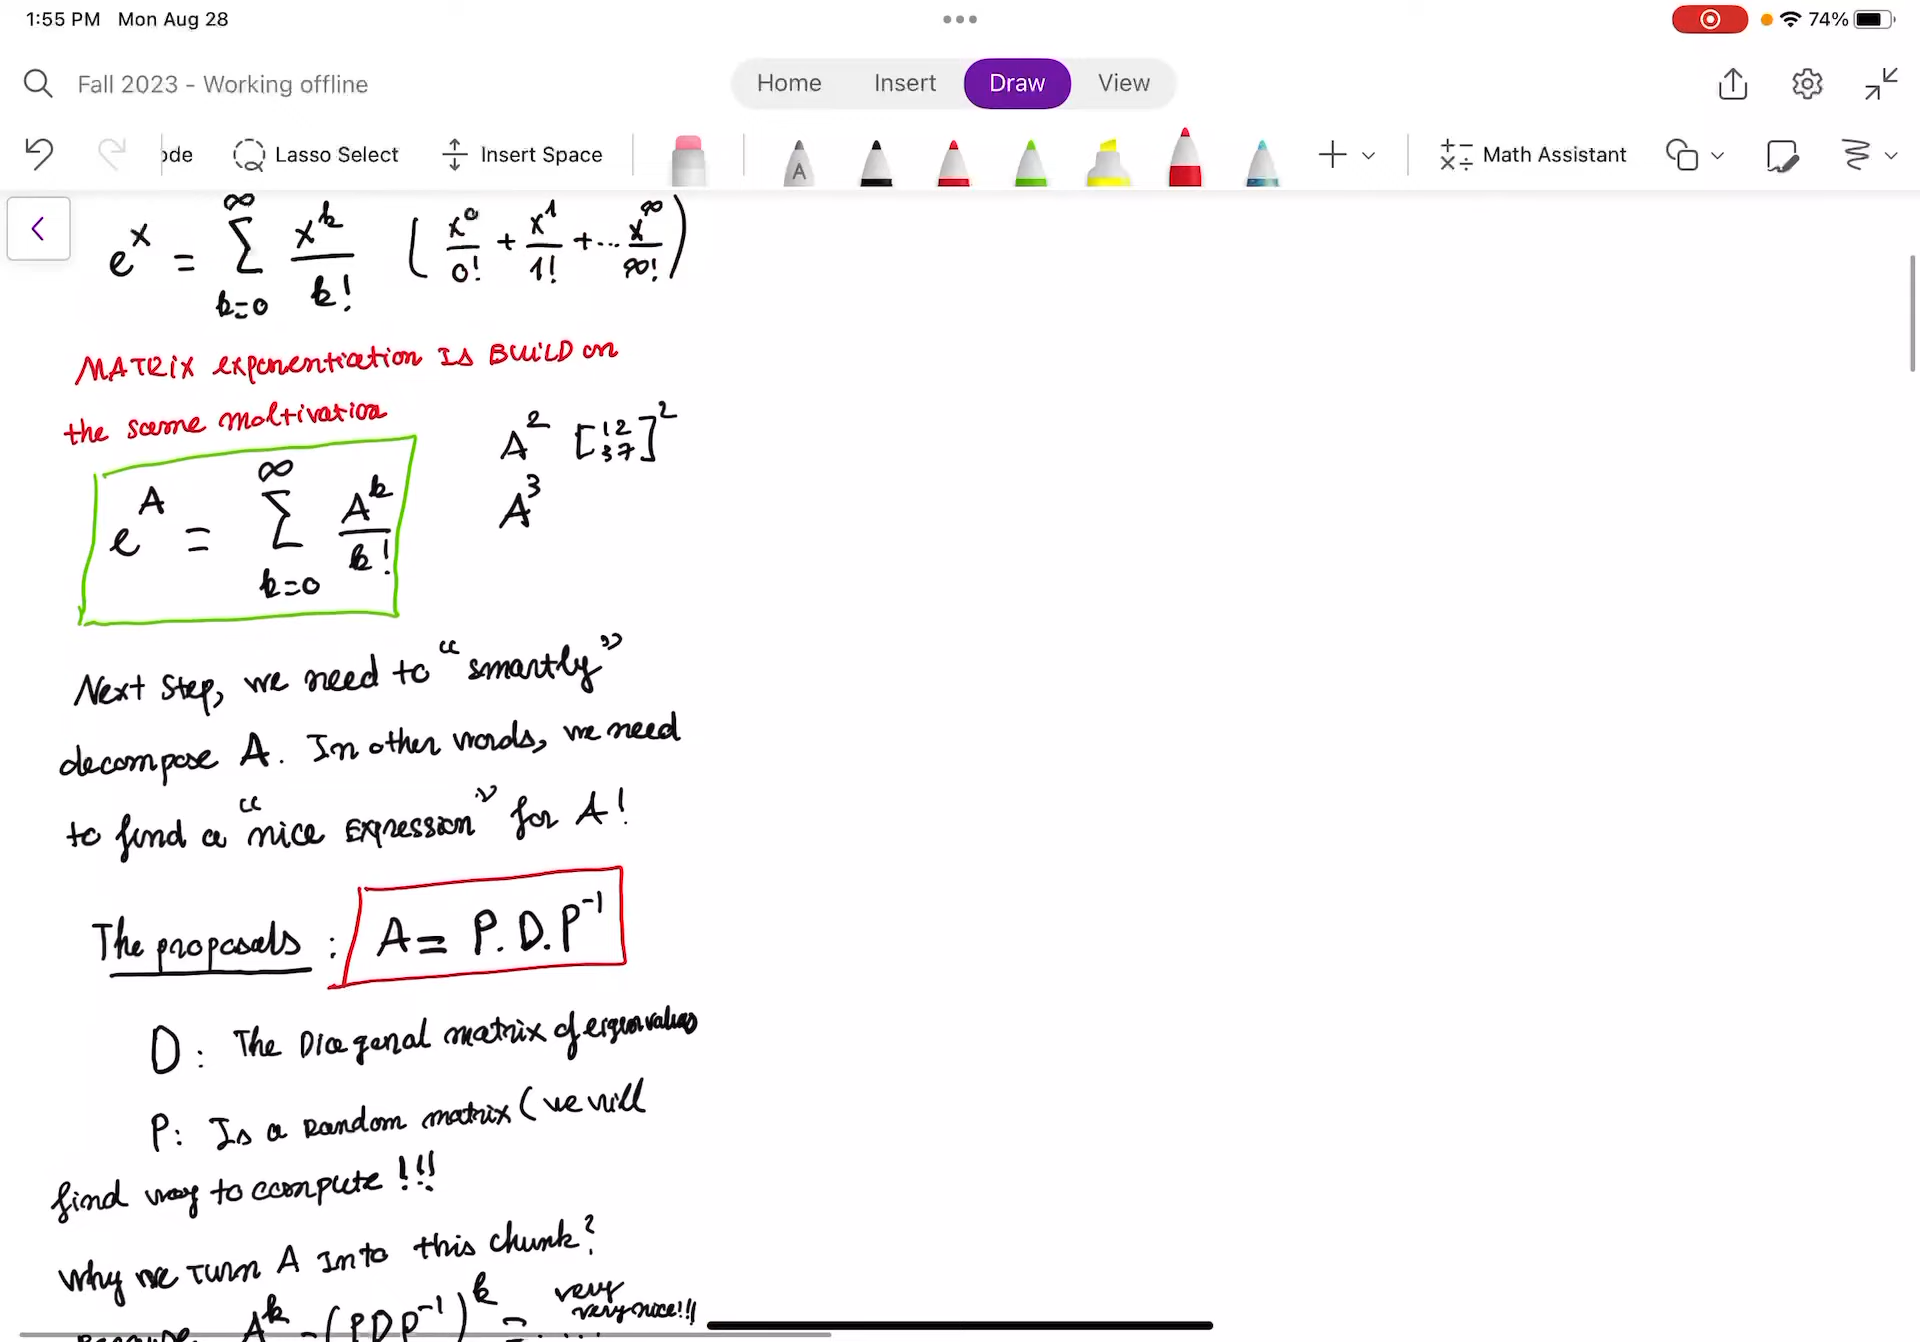 1:55 PM Mon Aug 28
74%
Fall 2023 - Working offline
Home Insert Draw View
ode Lasso Select Insert Space A Math Assistant
e^x = ∑_{k=0}^{∞} x^k/k! (x^0/0! + x^1/1! + ... x^∞/∞!)
MATRix exponentiation Is BUILD on
the same moltivation
A^2 [1 2; 3 7]^2
A^3
e^A = ∑_{k=0}^{∞} A^k/k!
Next Step, we need to "smartly"
decompose A. In other words, we need
to find a "nice Expression" for A!
The proposals : A = P.D.P^-1
D: The Diagonal matrix of eigenvalues
P: Is a Random matrix (we will
find way to compute !!!
Why we Turn A Into this chunk?
Because A^k = (PDP^-1)^k =
very
very nice!!!